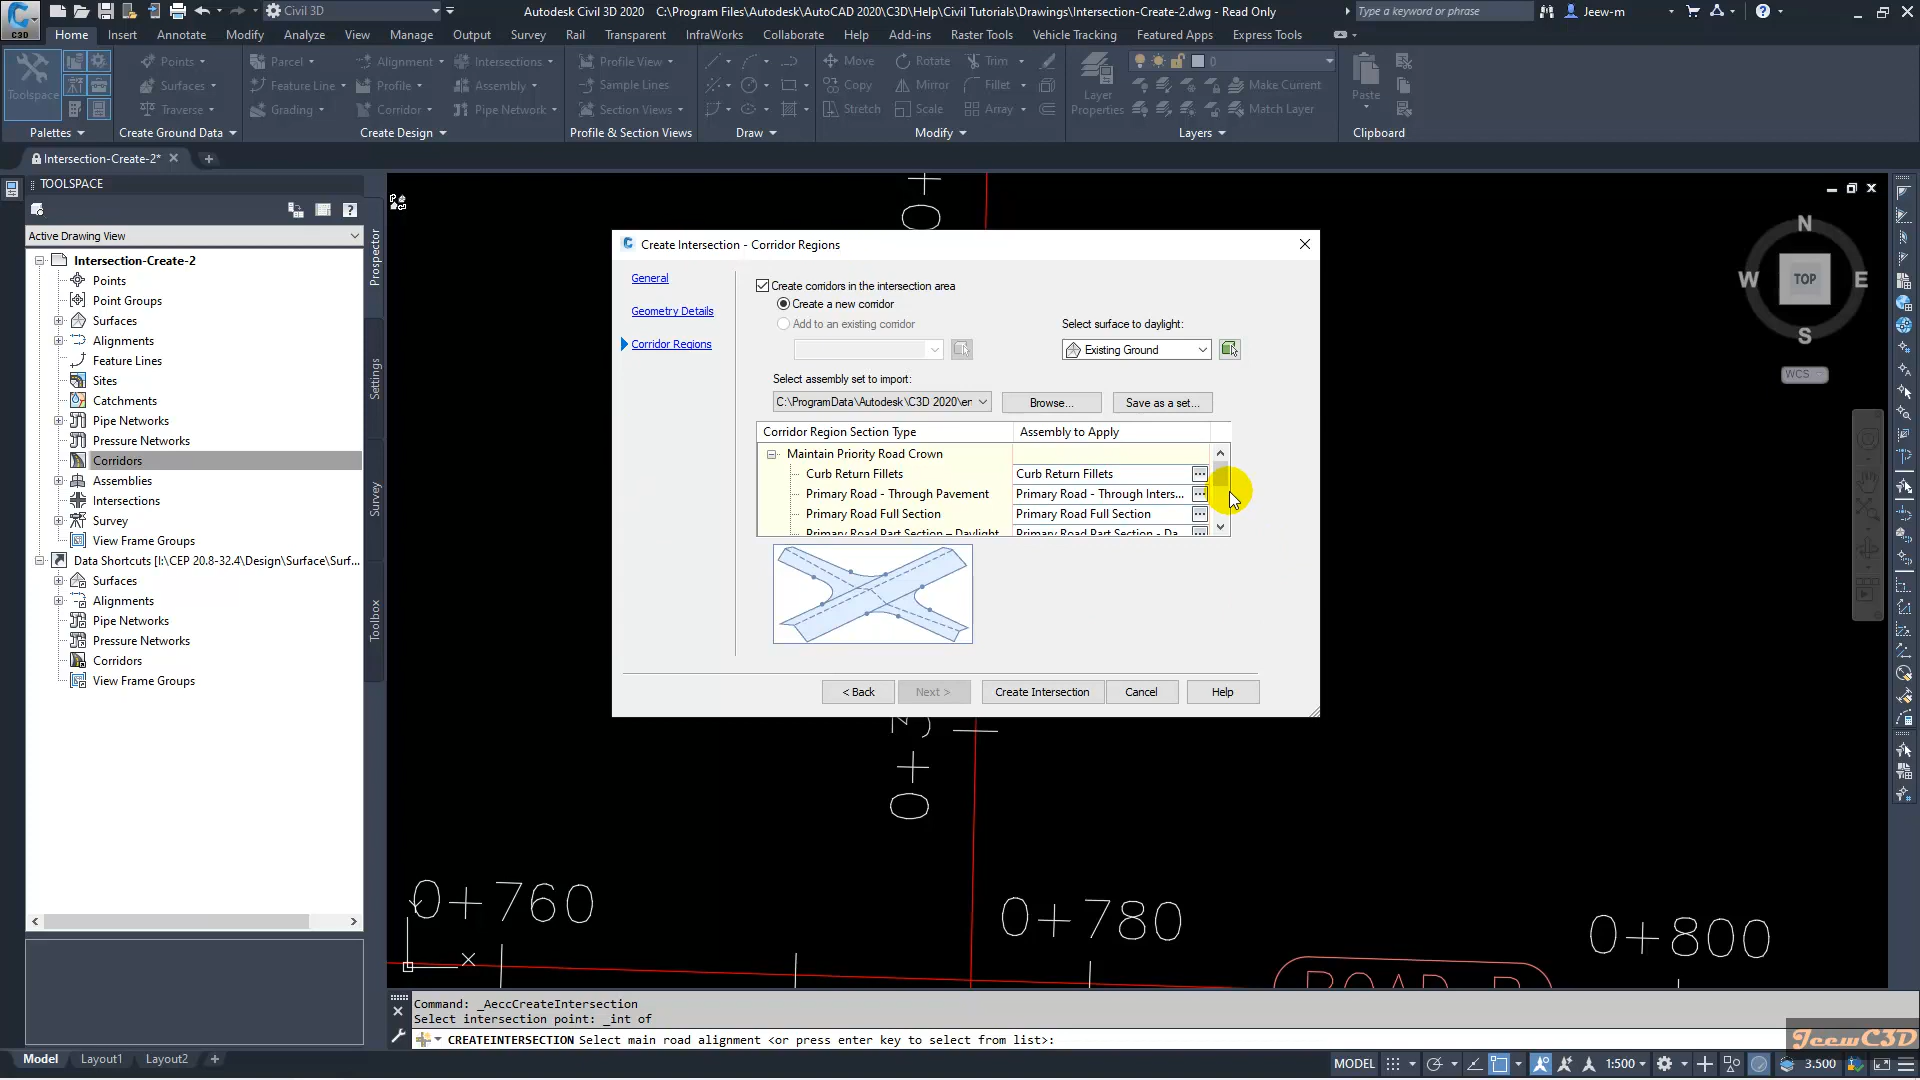 Civil 3D
Autodesk Civil 3D 2020 C:\Program Files\Autodesk\AutoCAD 2020\C3D\Help\Civil Tutorials\Drawings\Intersection-Create-2.dwg - Read Only
Type a keyword or phrase
Jeew-m
C3D
Home Insert Annotate Modify Analyze View Manage Output Survey Rail Transparent InfraWorks Collaborate Help Add-ins Raster Tools Vehicle Tracking Featured Apps Express Tools
Points Parcel Alignment Intersections Profile View Move Rotate Trim 0
Toolspace Surfaces Feature Line Profile Assembly Sample Lines Copy Mirror Fillet Layer Properties Make Current Paste
Traverse Grading Corridor Pipe Network Section Views Stretch Scale Array Match Layer
Palettes Create Ground Data Create Design Profile & Section Views Draw Modify Layers Clipboard
Intersection-Create-2*
TOOLSPACE
Active Drawing View
Intersection-Create-2
Points
Point Groups
Surfaces
Alignments
Feature Lines
Sites
Catchments
Pipe Networks
Pressure Networks
Corridors
Assemblies
Intersections
Survey
View Frame Groups
Data Shortcuts [I:\CEP 20.8-32.4\Design\Surface\Surf...
Surfaces
Alignments
Pipe Networks
Pressure Networks
Corridors
View Frame Groups
Prospector
Settings
Survey
Toolbox
Create Intersection - Corridor Regions
General
Geometry Details
Corridor Regions
Create corridors in the intersection area
Create a new corridor
Add to an existing corridor
Select surface to daylight:
Existing Ground
Select assembly set to import:
C:\ProgramData\Autodesk\C3D 2020\er
Browse...
Save as a set...
Corridor Region Section Type Assembly to Apply
Maintain Priority Road Crown
Curb Return Fillets Curb Return Fillets
Primary Road - Through Pavement Primary Road - Through Inters...
Primary Road Full Section Primary Road Full Section
Primary Road Part Section – Daylight Primary Road Part Section - Da
< Back Next > Create Intersection Cancel Help
N
W TOP E
S
WCS
0+760
0+780
0+800
X
Command: _AeccCreateIntersection
Select intersection point: _int of
CREATEINTERSECTION Select main road alignment <or press enter key to select from list>:
Model Layout1 Layout2
MODEL 1:500 3.500
JeewC3D